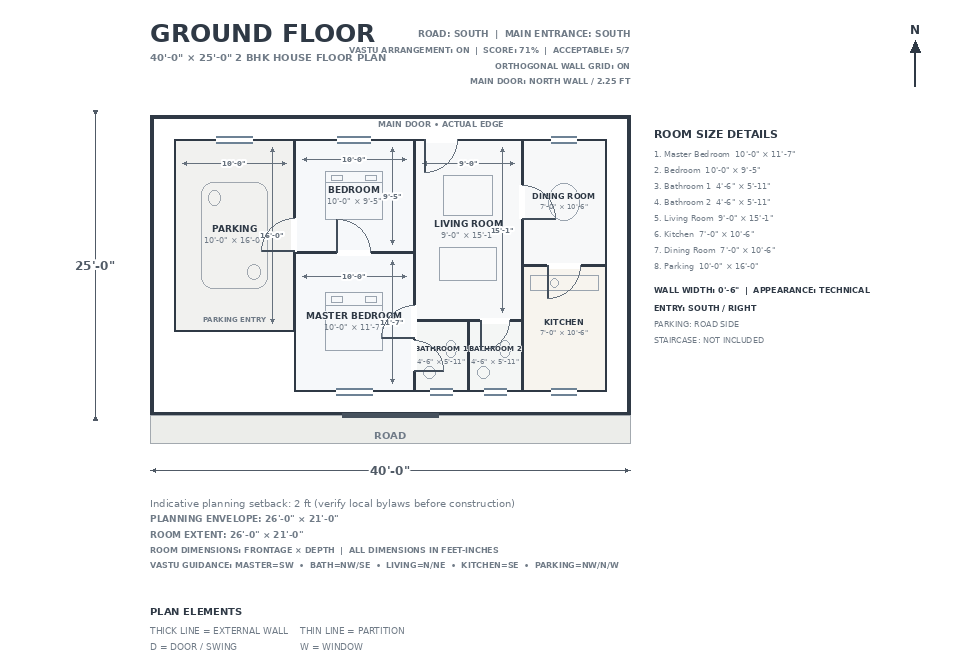 GROUND FLOOR
40'-0" × 25'-0" 2 BHK HOUSE FLOOR PLAN
ROAD: SOUTH | MAIN ENTRANCE: SOUTH
VASTU ARRANGEMENT: ON | SCORE: 71% | ACCEPTABLE: 5/7
ORTHOGONAL WALL GRID: ON
MAIN DOOR: NORTH WALL / 2.25 FT
N
MAIN DOOR • ACTUAL EDGE
10'-0"
10'-0"
9'-0"
BEDROOM
10'-0" × 9'-5"
9'-5"
DINING ROOM
7'-0" × 10'-6"
PARKING
10'-0" × 16'-0"
16'-0"
LIVING ROOM
9'-0" × 15'-1"
15'-1"
25'-0"
10'-0"
MASTER BEDROOM
10'-0" × 11'-7"
11'-7"
PARKING ENTRY
KITCHEN
7'-0" × 10'-6"
BATHROOM 1
4'-6" × 5'-11"
BATHROOM 2
4'-6" × 5'-11"
ROAD
40'-0"
ROOM SIZE DETAILS
1. Master Bedroom 10'-0" × 11'-7"
2. Bedroom 10'-0" × 9'-5"
3. Bathroom 1 4'-6" × 5'-11"
4. Bathroom 2 4'-6" × 5'-11"
5. Living Room 9'-0" × 15'-1"
6. Kitchen 7'-0" × 10'-6"
7. Dining Room 7'-0" × 10'-6"
8. Parking 10'-0" × 16'-0"
WALL WIDTH: 0'-6" | APPEARANCE: TECHNICAL
ENTRY: SOUTH / RIGHT
PARKING: ROAD SIDE
STAIRCASE: NOT INCLUDED
Indicative planning setback: 2 ft (verify local bylaws before construction)
PLANNING ENVELOPE: 26'-0" × 21'-0"
ROOM EXTENT: 26'-0" × 21'-0"
ROOM DIMENSIONS: FRONTAGE × DEPTH | ALL DIMENSIONS IN FEET-INCHES
VASTU GUIDANCE: MASTER=SW • BATH=NW/SE • LIVING=N/NE • KITCHEN=SE • PARKING=NW/N/W
PLAN ELEMENTS
THICK LINE = EXTERNAL WALL THIN LINE = PARTITION
D = DOOR / SWING W = WINDOW